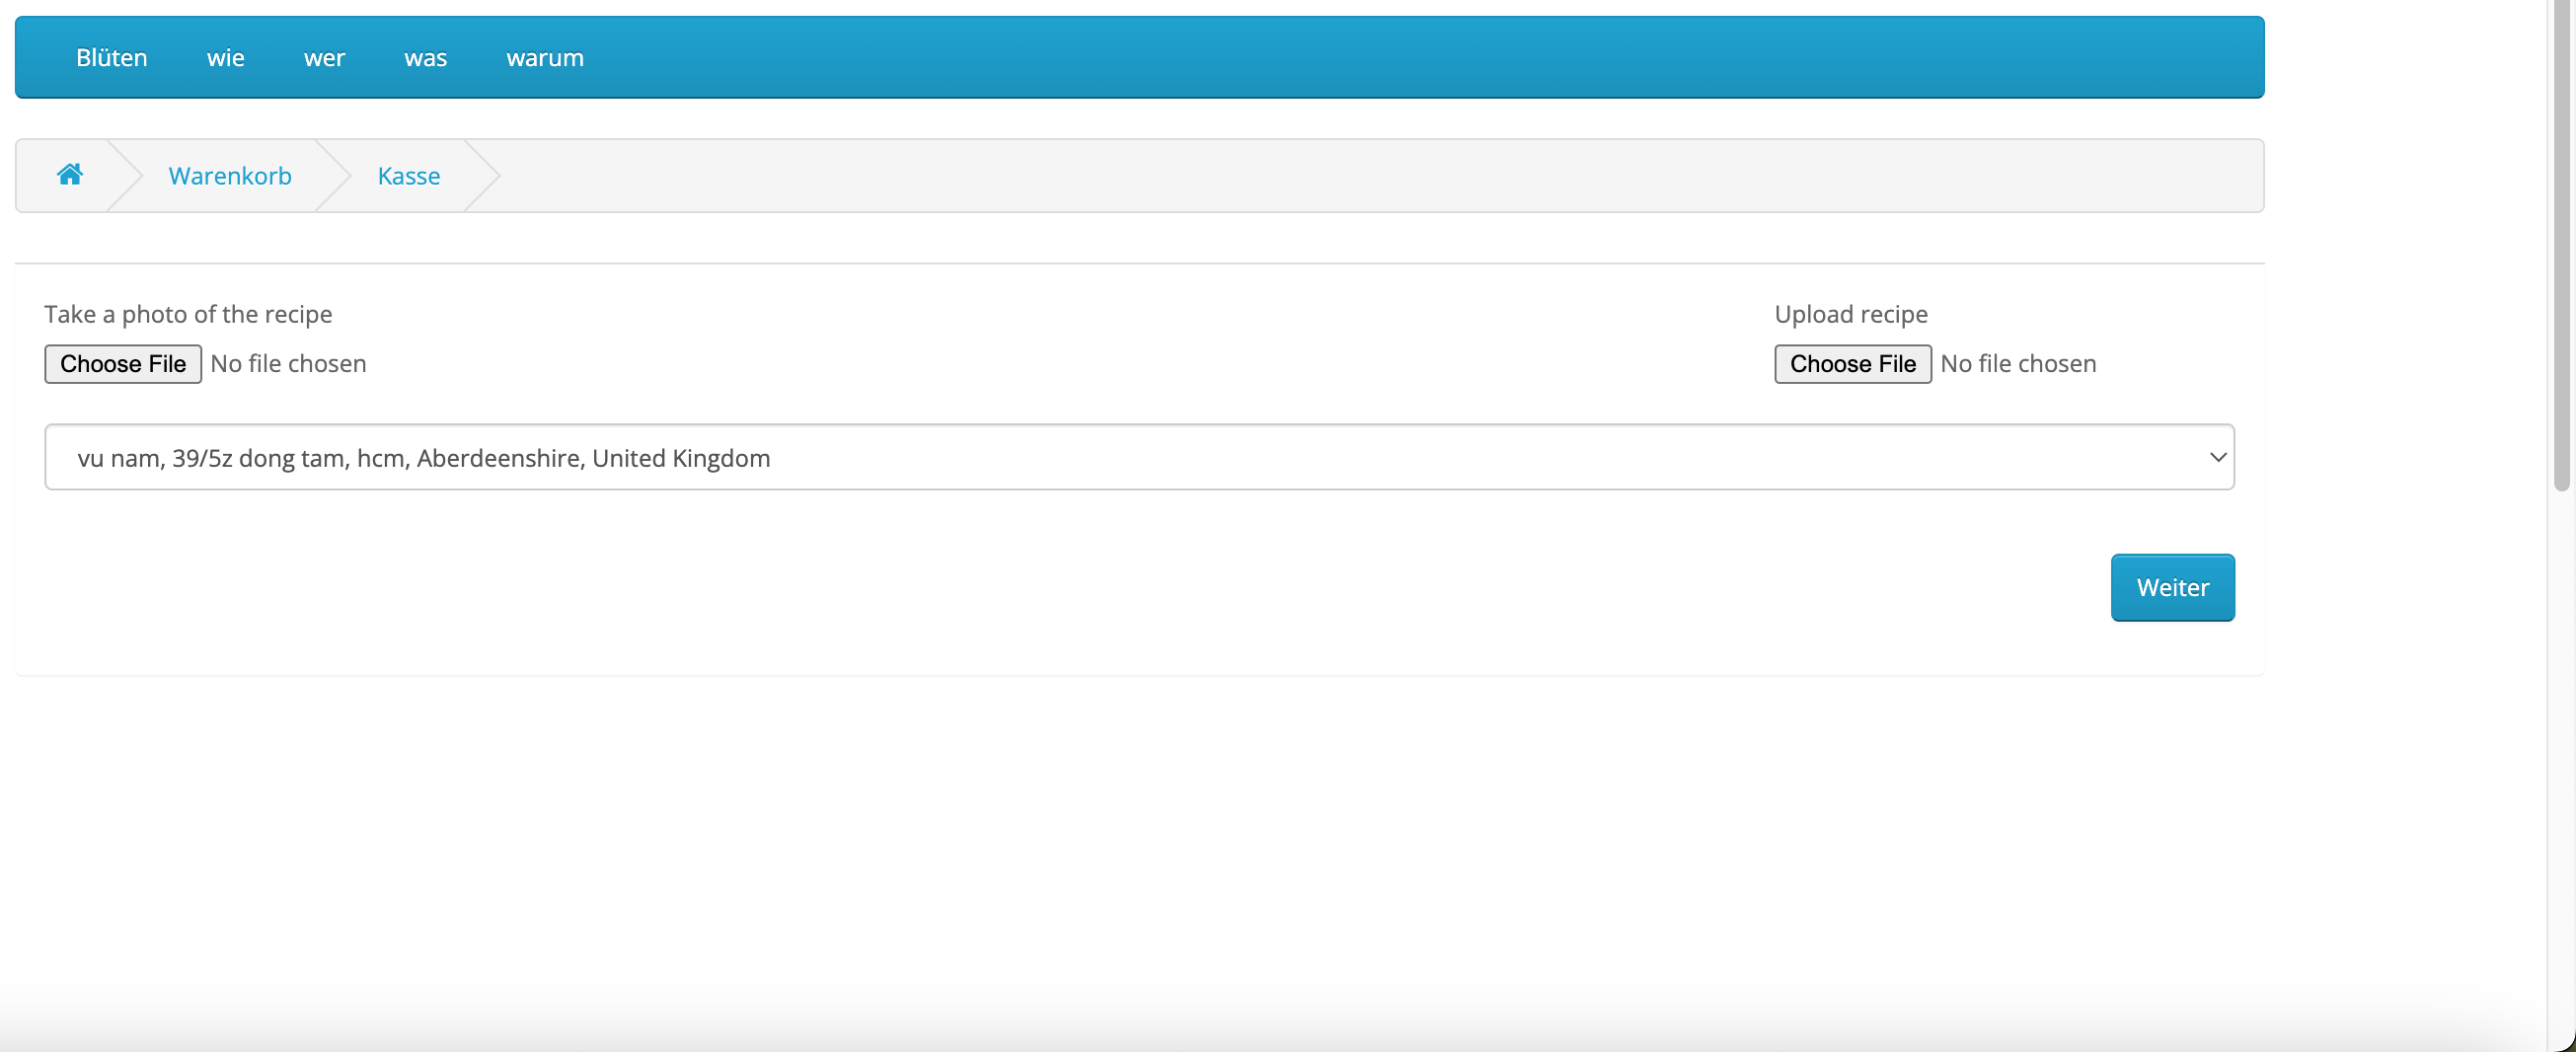 Blüten wie wer was warum
Warenkorb Kasse
Take a photo of the recipe Upload recipe
Choose File No file chosen Choose File No file chosen
vu nam, 39/5z dong tam, hcm, Aberdeenshire, United Kingdom
Weiter